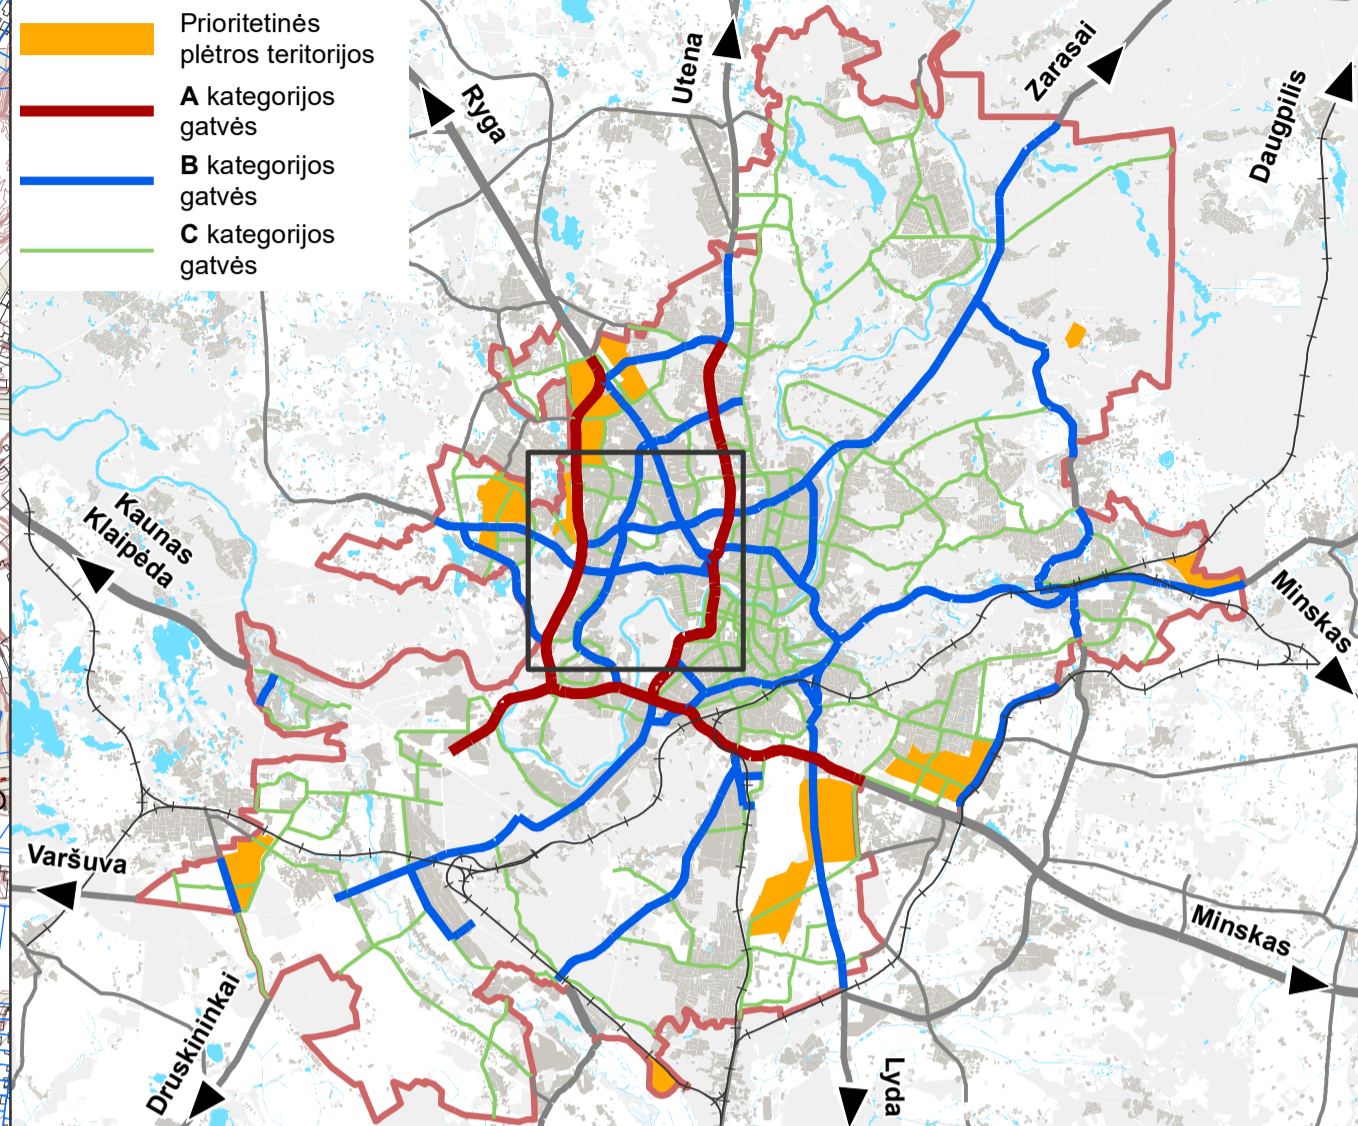 Prioritetinės
plėtros teritorijos
A kategorijos
gatvės
B kategorijos
gatvės
C kategorijos
gatvės
Ryga
Utena
Zarasai
Daugpilis
Kaunas
Klaipėda
Minskas
Varšuva
Minskas
Druskininkai
Lyda